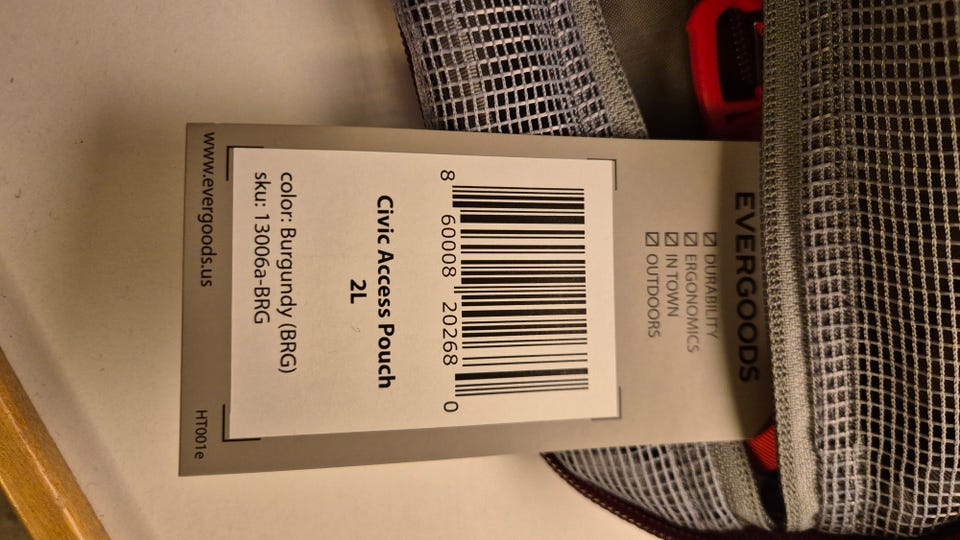 EVERGOODS
☑ DURABILITY
☑ ERGONOMICS
☑ IN TOWN
☑ OUTDOORS
8 60008 20268 0
Civic Access Pouch
2L
color: Burgundy (BRG)
sku: 13006a-BRG
www.evergoods.us
HT001e